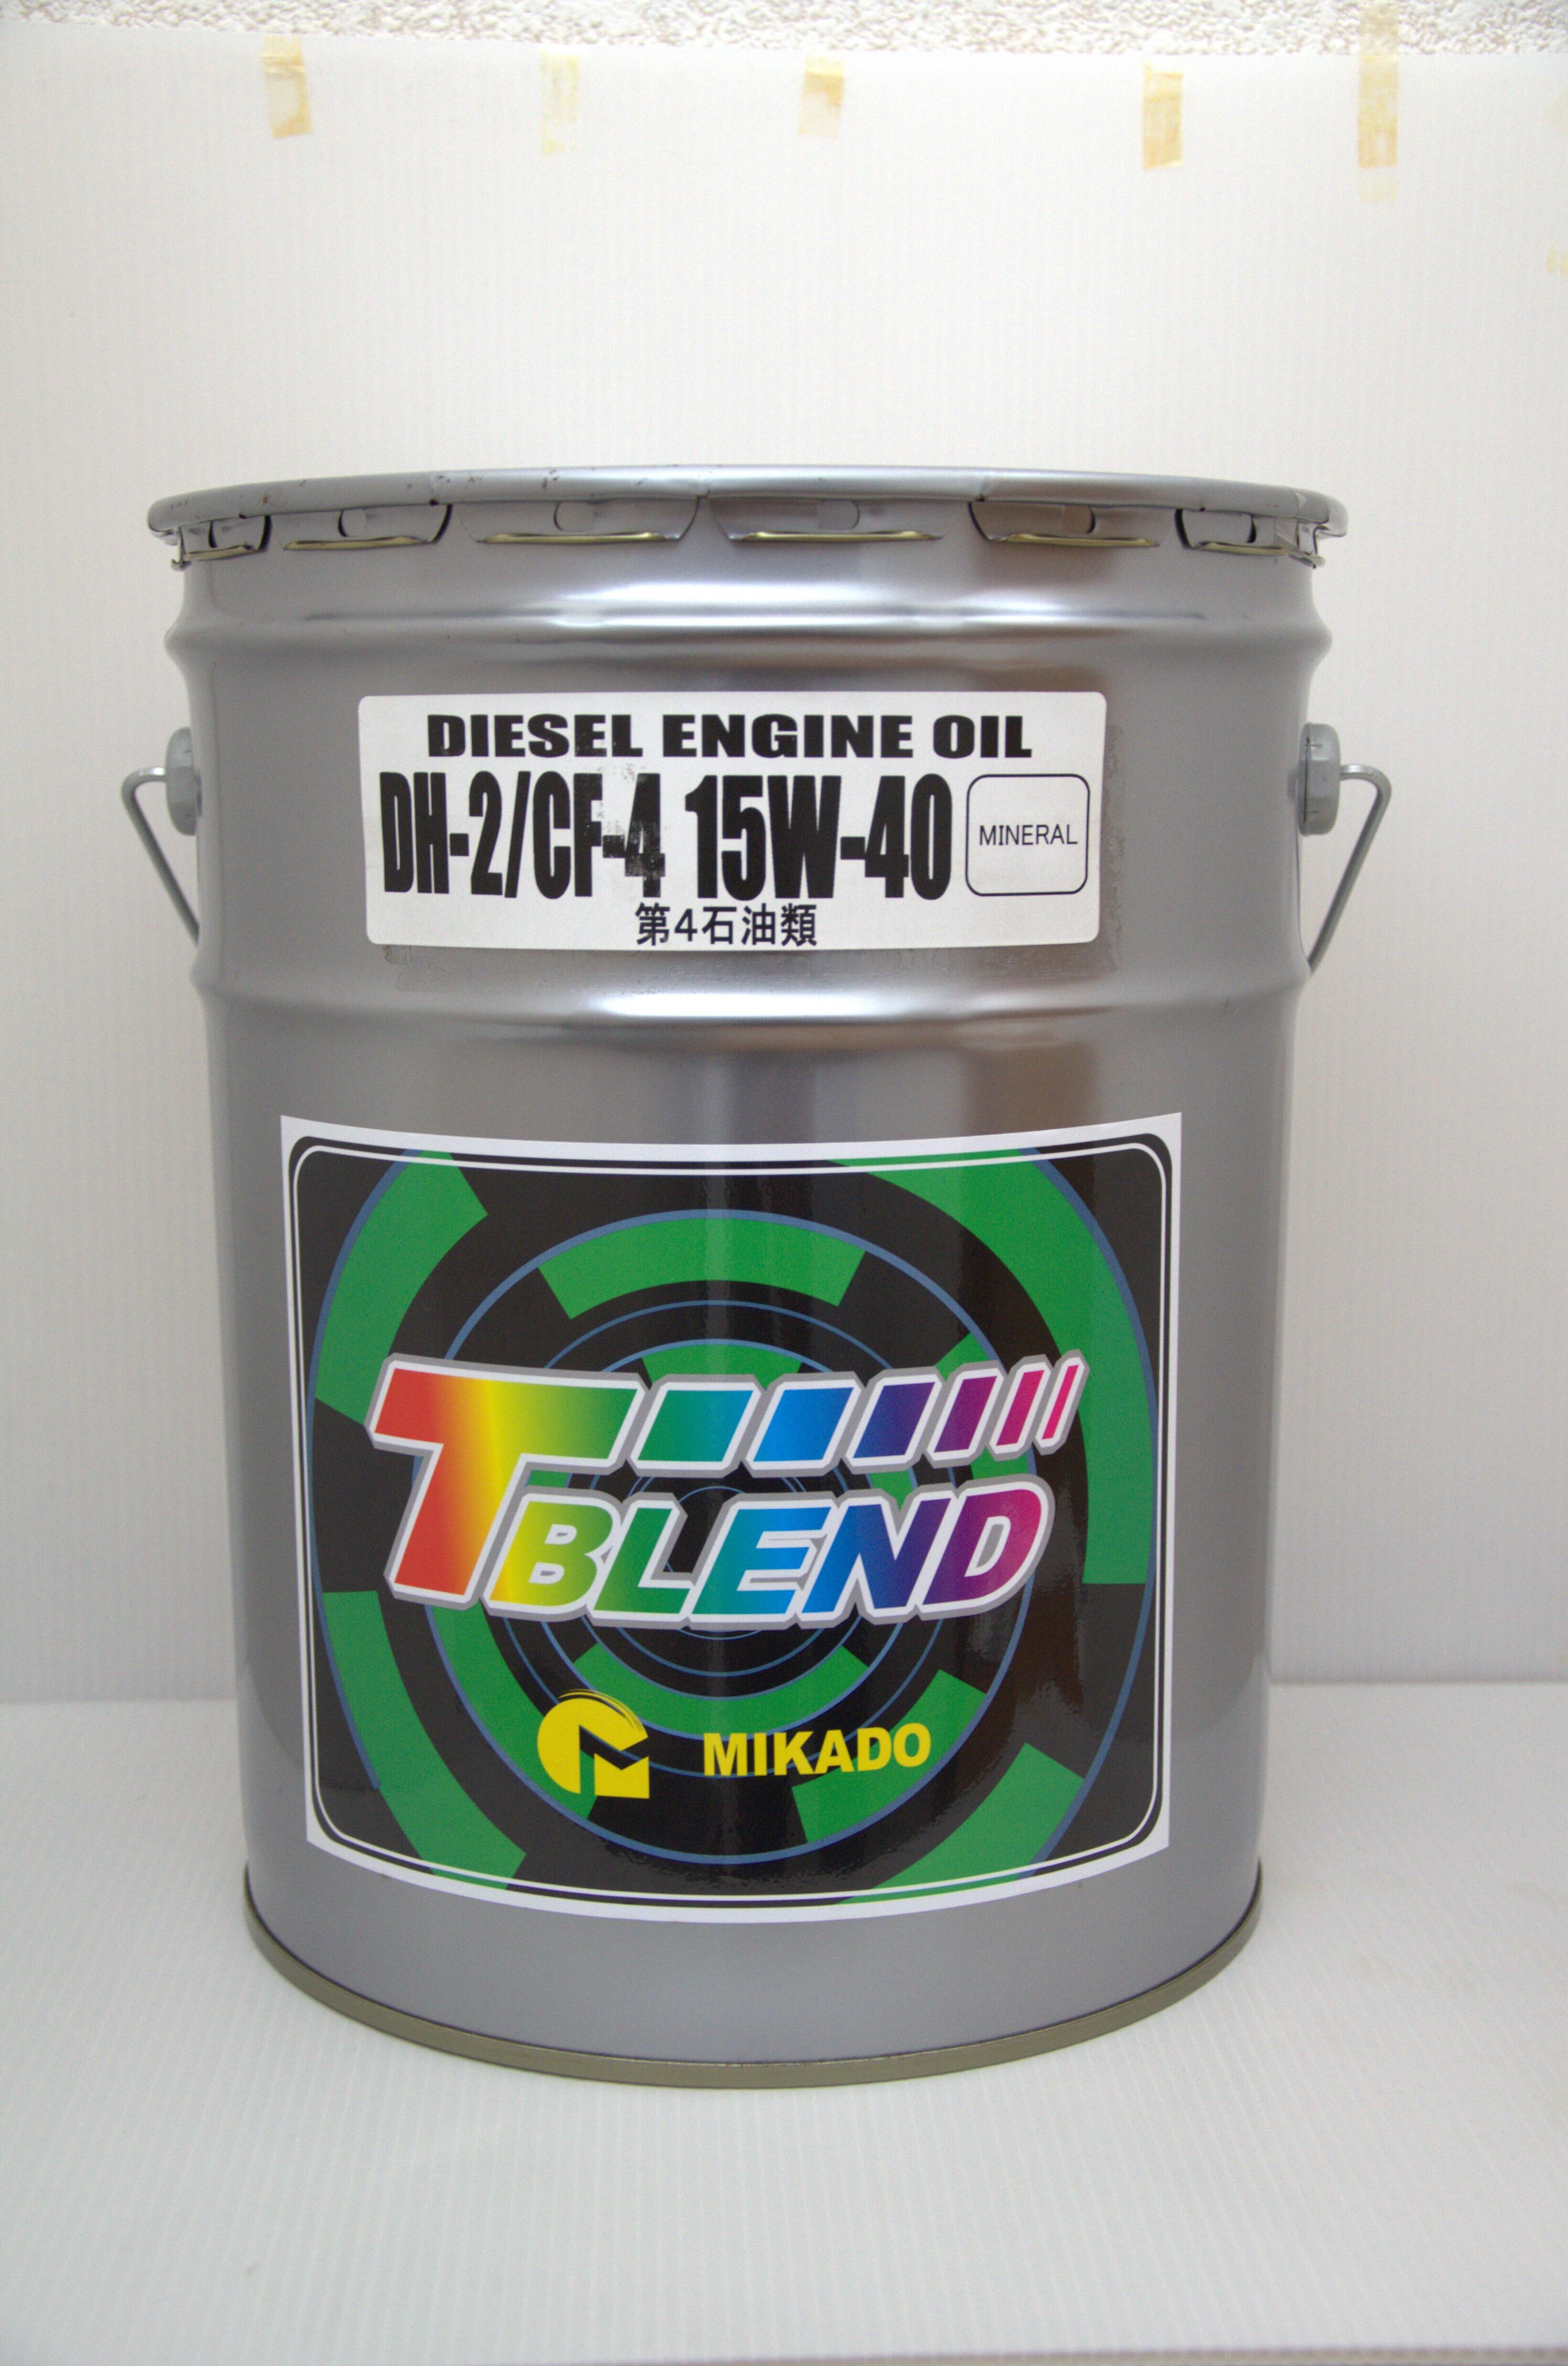 DIESEL ENGINE OIL
DH-2/CF-4 15W-40
MINERAL
第4石油類
T BLEND
MIKADO